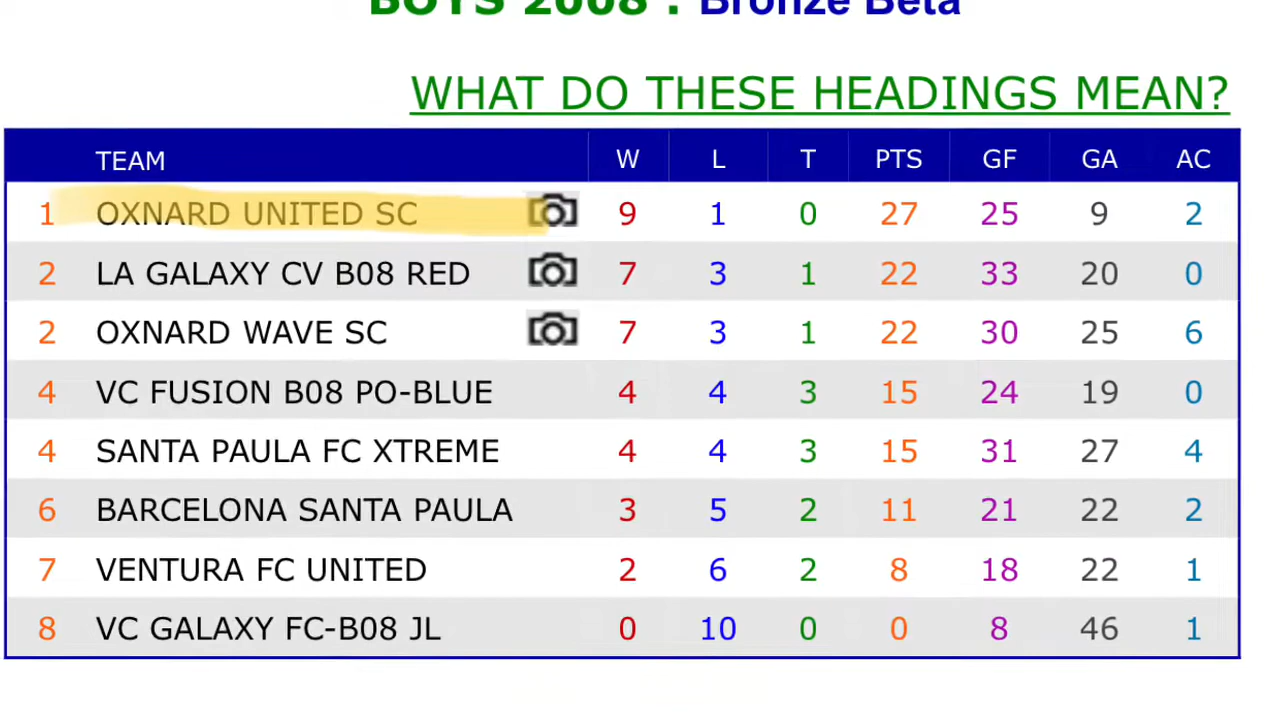 BOYS 2008 : Bronze Beta
WHAT DO THESE HEADINGS MEAN?
TEAM W L T PTS GF GA AC
1 OXNARD UNITED SC 9 1 0 27 25 9 2
2 LA GALAXY CV B08 RED 7 3 1 22 33 20 0
2 OXNARD WAVE SC 7 3 1 22 30 25 6
4 VC FUSION B08 PO-BLUE 4 4 3 15 24 19 0
4 SANTA PAULA FC XTREME 4 4 3 15 31 27 4
6 BARCELONA SANTA PAULA 3 5 2 11 21 22 2
7 VENTURA FC UNITED 2 6 2 8 18 22 1
8 VC GALAXY FC-B08 JL 0 10 0 0 8 46 1